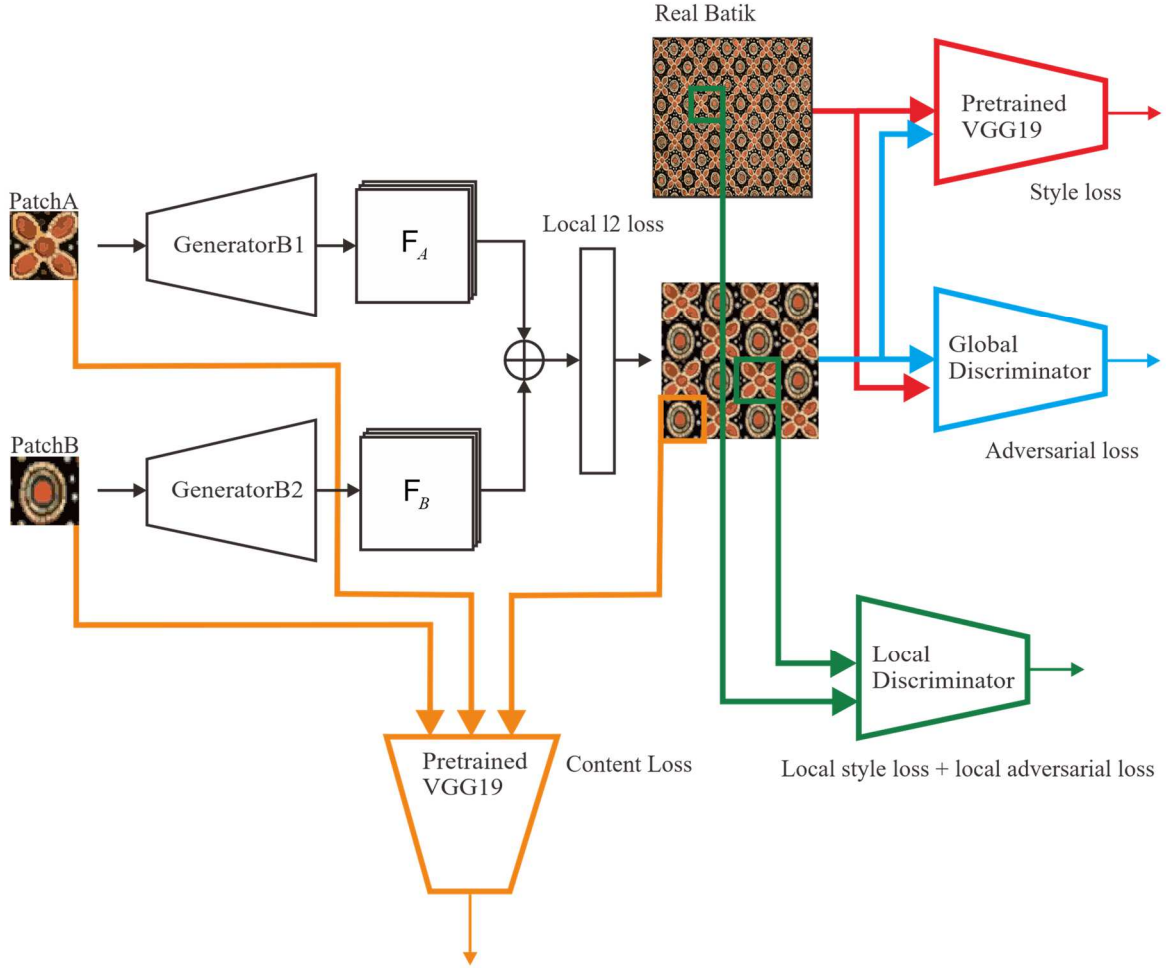 Real Batik
Pretrained
VGG19
Style loss
PatchA
GeneratorB1
F_A
Local l2 loss
Global
Discriminator
Adversarial loss
PatchB
GeneratorB2
F_B
Local
Discriminator
Local style loss + local adversarial loss
Pretrained
VGG19
Content Loss